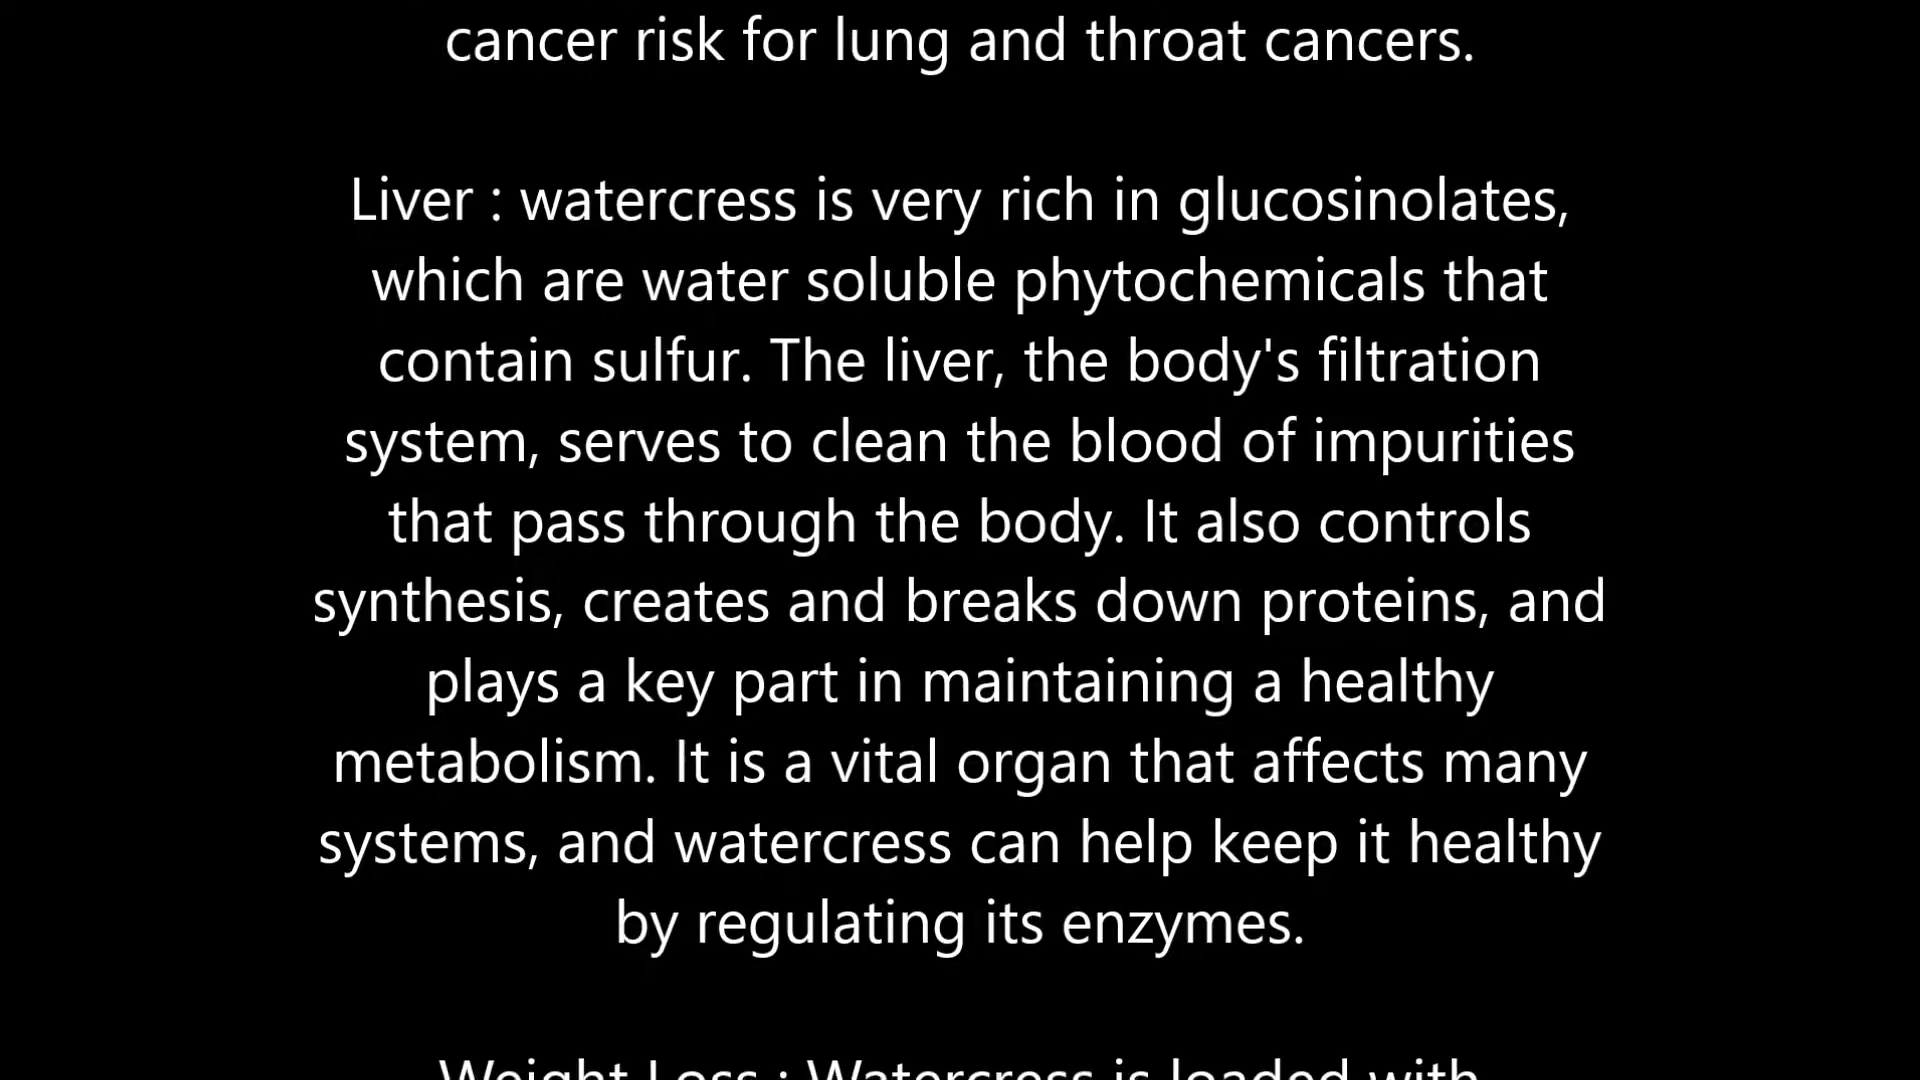 cancer risk for lung and throat cancers.
Liver : watercress is very rich in glucosinolates,
which are water soluble phytochemicals that
contain sulfur. The liver, the body's filtration
system, serves to clean the blood of impurities
that pass through the body. It also controls
synthesis, creates and breaks down proteins, and
plays a key part in maintaining a healthy
metabolism. It is a vital organ that affects many
systems, and watercress can help keep it healthy
by regulating its enzymes.
Weight Loss : Watercress is loaded with